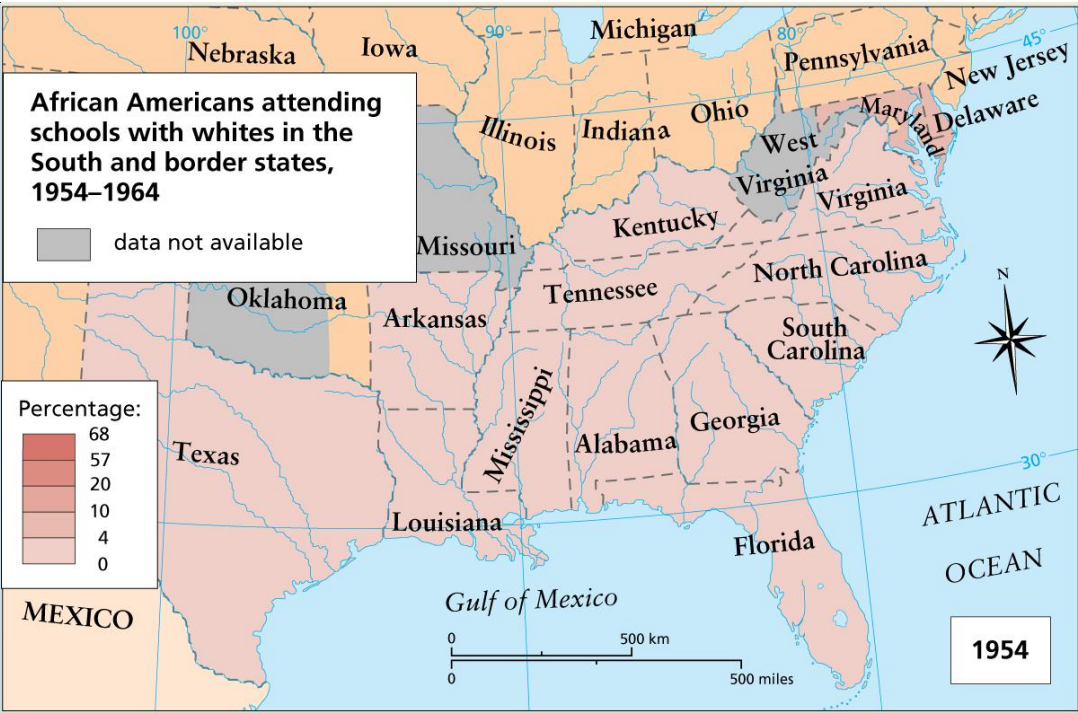 100°
90°
80°
45°
Nebraska
Iowa
Michigan
Pennsylvania
New Jersey
African Americans attending
schools with whites in the
South and border states,
1954–1964
data not available
Illinois
Indiana
Ohio
Maryland
Delaware
West
Virginia
Virginia
Kentucky
Missouri
Oklahoma
Arkansas
Tennessee
North Carolina
South
Carolina
N
Percentage:
68
57
20
10
4
0
Texas
Mississippi
Alabama
Georgia
Louisiana
Florida
30°
ATLANTIC
OCEAN
MEXICO
Gulf of Mexico
0
500 km
0
500 miles
1954